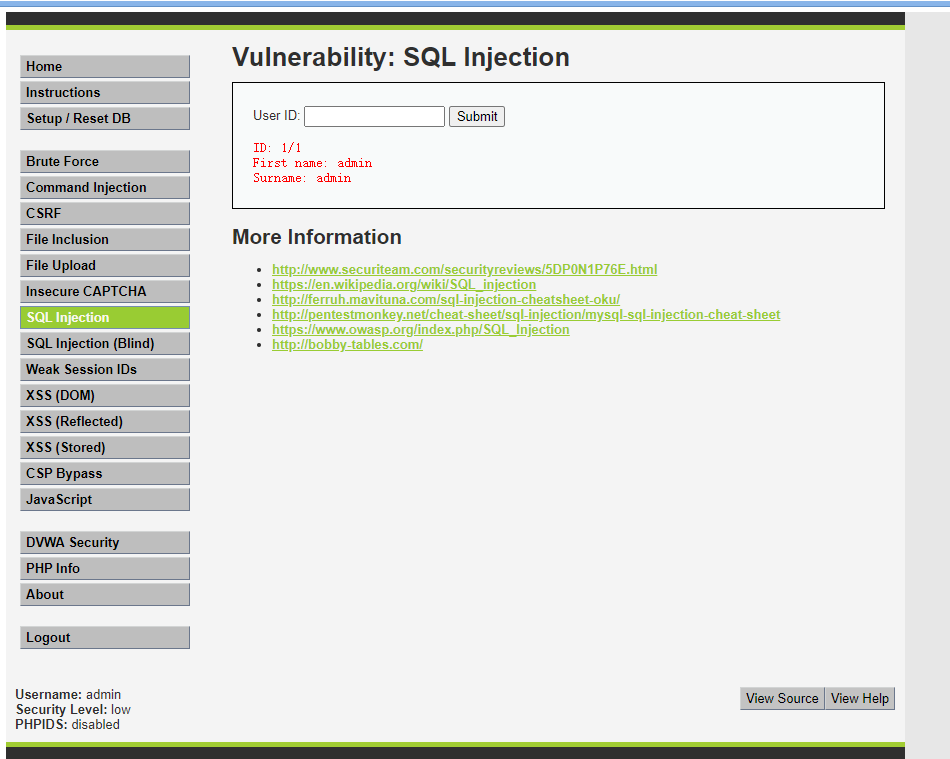 Home
Instructions
Setup / Reset DB
Brute Force
Command Injection
CSRF
File Inclusion
File Upload
Insecure CAPTCHA
SQL Injection
SQL Injection (Blind)
Weak Session IDs
XSS (DOM)
XSS (Reflected)
XSS (Stored)
CSP Bypass
JavaScript
DVWA Security
PHP Info
About
Logout
Vulnerability: SQL Injection
User ID: Submit
ID: 1/1
First name: admin
Surname: admin
More Information
http://www.securiteam.com/securityreviews/5DP0N1P76E.html
https://en.wikipedia.org/wiki/SQL_injection
http://ferruh.mavituna.com/sql-injection-cheatsheet-oku/
http://pentestmonkey.net/cheat-sheet/sql-injection/mysql-sql-injection-cheat-sheet
https://www.owasp.org/index.php/SQL_Injection
http://bobby-tables.com/
Username: admin
Security Level: low
PHPIDS: disabled
View Source View Help